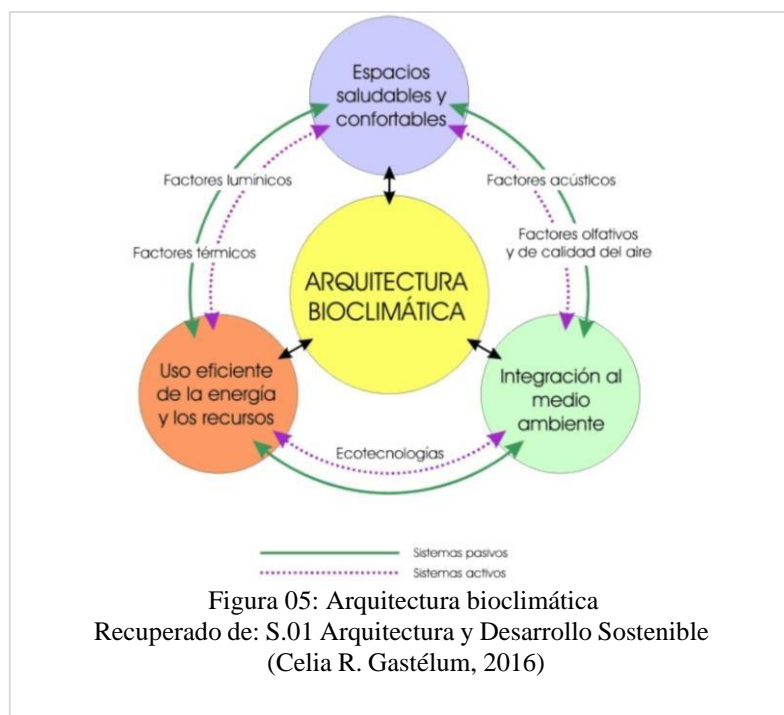 Espacios
saludables y
confortables
Factores lumínicos
Factores acústicos
Factores térmicos
Factores olfativos
y de calidad del aire
ARQUITECTURA
BIOCLIMÁTICA
Uso eficiente
de la energía
y los recursos
Integración al
medio
ambiente
Ecotecnologías
Sistemas pasivos
Sistemas activos
Figura 05: Arquitectura bioclimática
Recuperado de: S.01 Arquitectura y Desarrollo Sostenible
(Celia R. Gastélum, 2016)